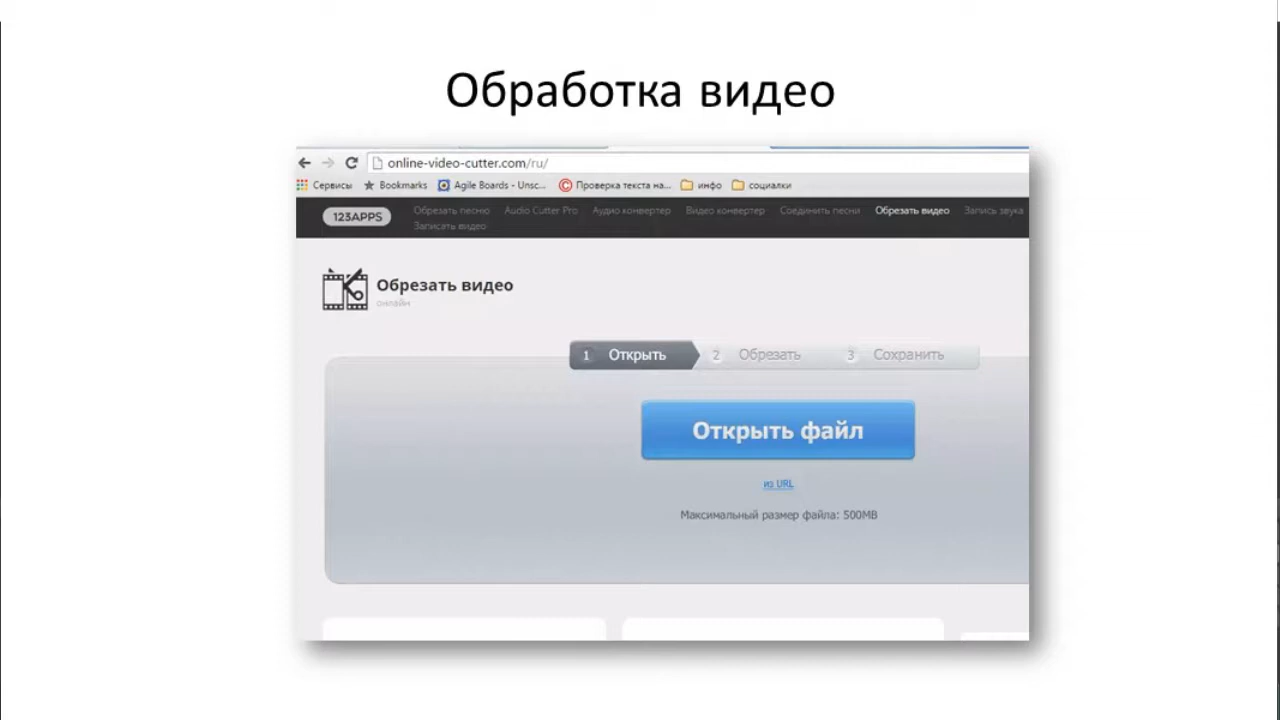 Обработка видео
online-video-cutter.com/ru/
Сервисы Bookmarks Agile Boards - Unsc... Проверка текста на... инфо социалки
123APPS Обрезать песню Audio Cutter Pro Аудио конвертер Видео конвертер Соединить песни Обрезать видео Запись звука
Записать видео
Обрезать видео
онлайн
1 Открыть 2 Обрезать 3 Сохранить
Открыть файл
из URL
Максимальный размер файла: 500MB